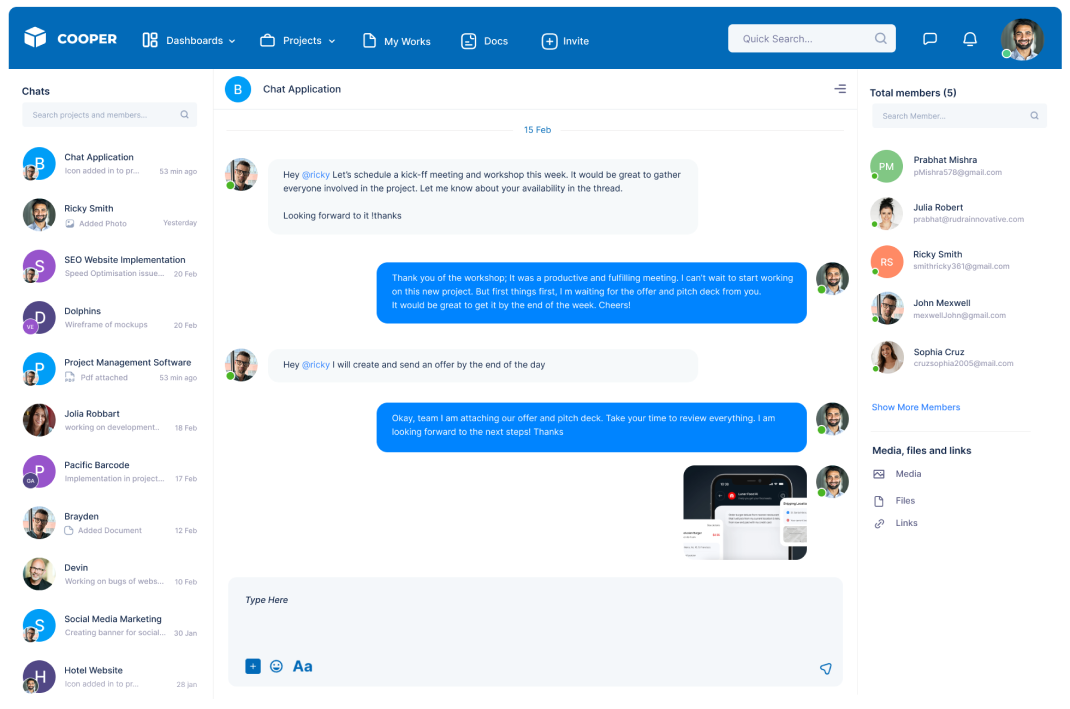 COOPER
Dashboards
Projects
My Works
Docs
Invite
Quick Search...
Chats
Search projects and members...
B
Chat Application
Icon added in to pr...
53 min ago
Ricky Smith
Added Photo
Yesterday
S
SEO Website Implementation
Speed Optimisation issue...
20 Feb
D
VE
Dolphins
Wireframe of mockups
20 Feb
P
Project Management Software
Pdf attached
53 min ago
Jolia Robbart
working on development..
18 Feb
P
GA
Pacific Barcode
Implementation in project...
17 Feb
Brayden
Added Document
12 Feb
Devin
Working on bugs of webs...
10 Feb
S
Social Media Marketing
Creating banner for social...
30 Jan
H
Hotel Website
Icon added in to pr...
28 jan
B
Chat Application
15 Feb
Hey @ricky Let's schedule a kick-ff meeting and workshop this week. It would be great to gather
everyone involved in the project. Let me know about your availability in the thread.
Looking forward to it !thanks
Thank you of the workshop; It was a productive and fulfilling meeting. I can't wait to start working
on this new project. But first things first, I m waiting for the offer and pitch deck from you.
It would be great to get it by the end of the week. Cheers!
Hey @ricky I will create and send an offer by the end of the day
Okay, team I am attaching our offer and pitch deck. Take your time to review everything. I am
looking forward to the next steps! Thanks
Type Here
Aa
Total members (5)
Search Member...
PM
Prabhat Mishra
pMishra578@gmail.com
Julia Robert
prabhat@rudrainnovative.com
RS
Ricky Smith
smithricky361@gmail.com
John Mexwell
mexwellJohn@gmail.com
Sophia Cruz
cruzsophia2005@mail.com
Show More Members
Media, files and links
Media
Files
Links